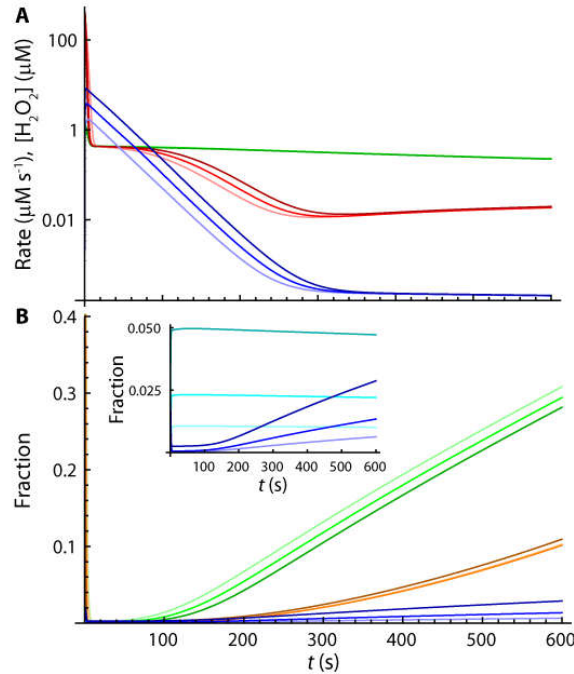 A
Rate (μM s⁻¹), [H₂O₂] (μM)
100
1
0.01
B
Fraction
0.4
0.3
0.2
0.1
Fraction
0.050
0.025
100 200 300 400 500 600
t (s)
100 200 300 400 500 600
t (s)